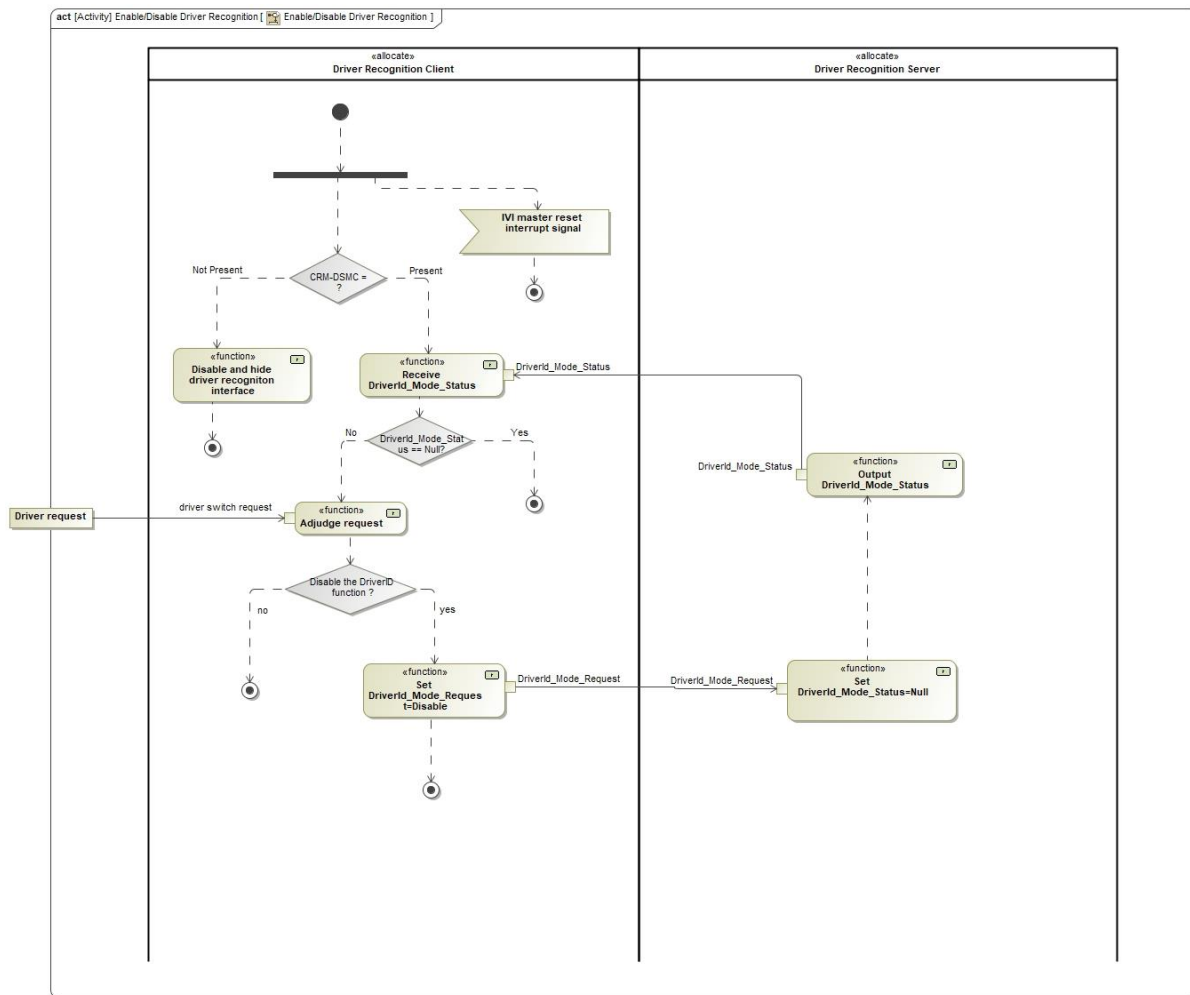 act [Activity] Enable/Disable Driver Recognition [ Enable/Disable Driver Recognition ]
«allocate»
Driver Recognition Client
«allocate»
Driver Recognition Server
IVI master reset
interrupt signal
Not Present
CRM-DSMC =
?
Present
«function»
Disable and hide
driver recogniton
interface
«function»
Receive
DriverId_Mode_Status
DriverId_Mode_Status
No
DriverId_Mode_Stat
us == Null?
Yes
DriverId_Mode_Status
«function»
Output
DriverId_Mode_Status
Driver request
driver switch request
«function»
Adjudge request
Disable the DriverID
function ?
no
yes
«function»
Set
DriverId_Mode_Reques
t=Disable
DriverId_Mode_Request
DriverId_Mode_Request
«function»
Set
DriverId_Mode_Status=Null